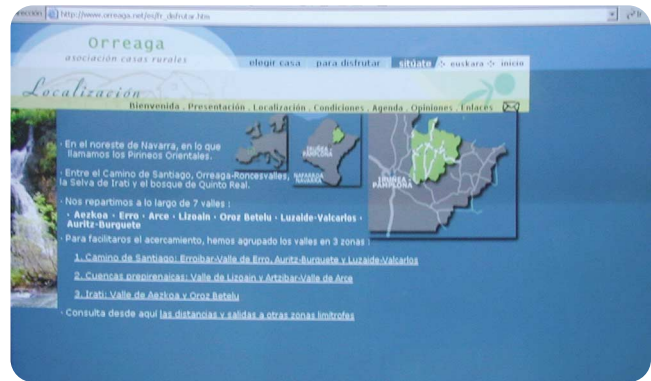 http://www.orreaga.net/es/fr_disfrutar.htm
Orreaga
asociación casas rurales
elegir casa para disfrutar sitúate euskara inicio
Localización
Bienvenida . Presentación . Localización . Condiciones . Agenda . Opiniones . Enlaces
· En el noreste de Navarra, en lo que
llamamos los Pirineos Orientales.
IRUÑEA
PAMPLONA
NAFARROA
NAVARRA
IRUÑEA
PAMPLONA
· Entre el Camino de Santiago, Orreaga-Roncesvalles,
la Selva de Irati y el bosque de Quinto Real.
· Nos repartimos a lo largo de 7 valles :
· Aezkoa · Erro · Arce · Lizoain · Oroz Betelu · Luzaide-Valcarlos ·
Auritz-Burguete
· Para facilitaros el acercamiento, hemos agrupado los valles en 3 zonas :
1. Camino de Santiago: Erroibar-Valle de Erro, Auritz-Burguete y Luzaide-Valcarlos
2. Cuencas prepirenaicas: Valle de Lizoain y Artzibar-Valle de Arce
3. Irati: Valle de Aezkoa y Oroz Betelu
· Consulta desde aquí las distancias y salidas a otras zonas limítrofes